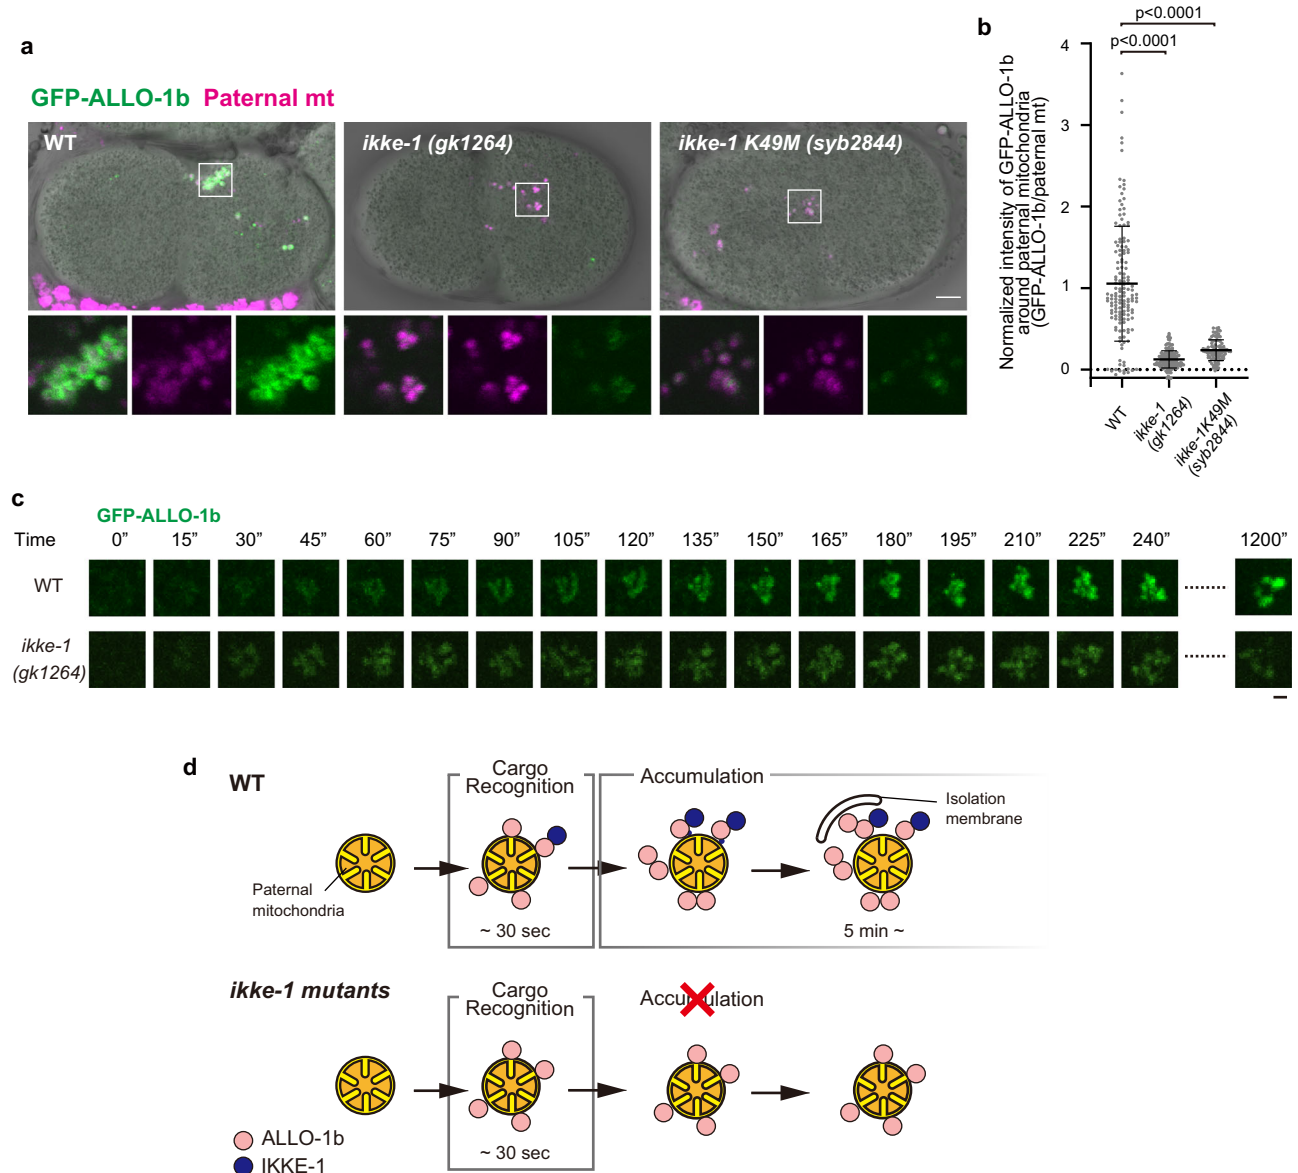 a
GFP-ALLO-1b Paternal mt
WT
ikke-1 (gk1264)
ikke-1 K49M (syb2844)
b
p<0.0001
p<0.0001
Normalized intensity of GFP-ALLO-1b
around paternal mitochondria
(GFP-ALLO-1b/paternal mt)
4
3
2
1
0
WT
ikke-1
(gk1264)
ikke-1K49M
(syb2844)
c
GFP-ALLO-1b
Time 0” 15” 30” 45” 60” 75” 90” 105” 120” 135” 150” 165” 180” 195” 210” 225” 240” 1200”
WT
ikke-1
(gk1264)
d
WT
Cargo
Recognition
Accumulation
Isolation
membrane
Paternal
mitochondria
~ 30 sec
5 min ~
ikke-1 mutants
Cargo
Recognition
Accumulation
~ 30 sec
ALLO-1b
IKKE-1